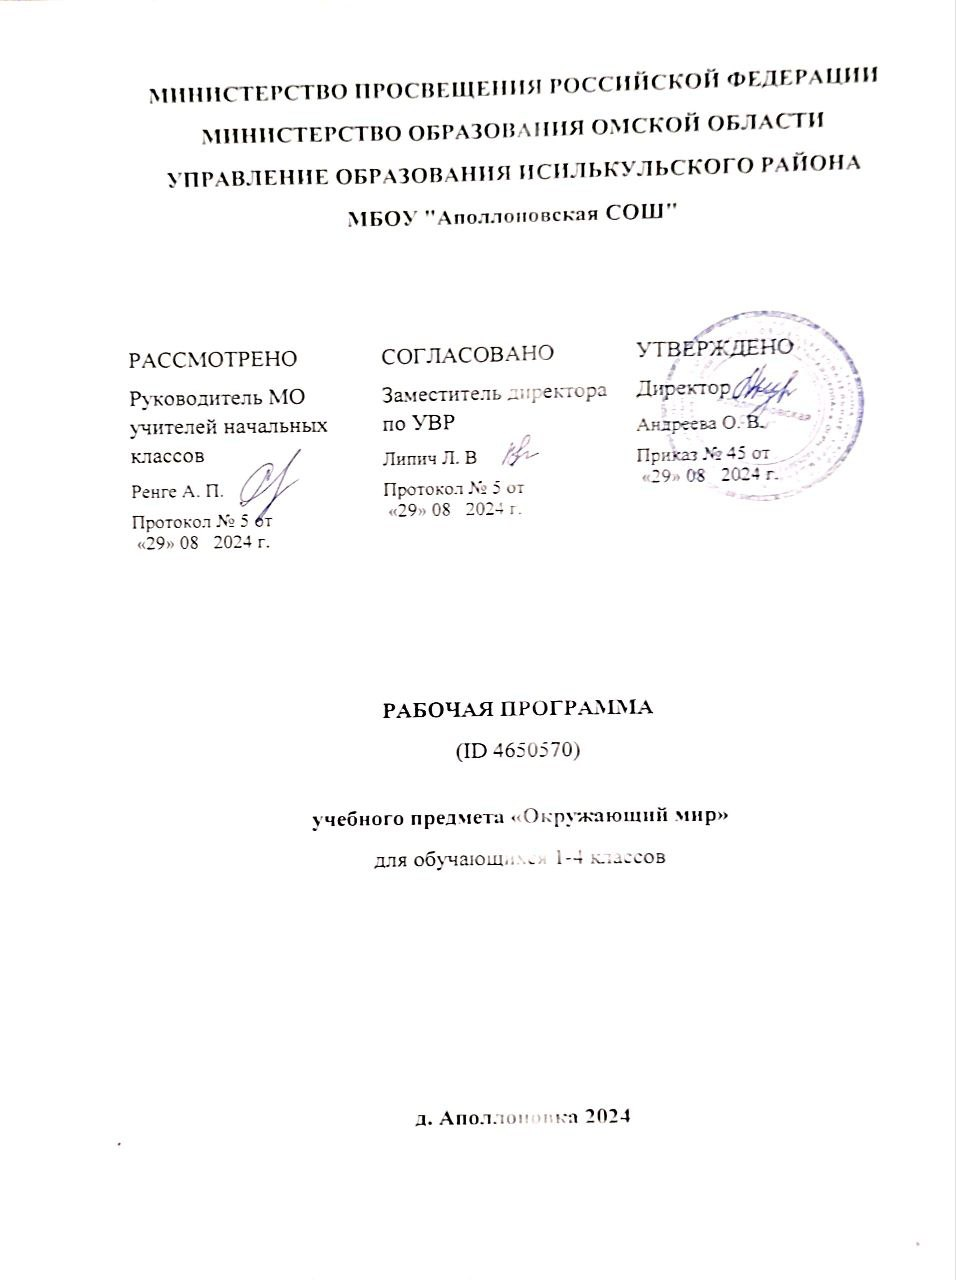 МИНИСТЕРСТВО ПРОСВЕЩЕНИЯ РОССИЙСКОЙ ФЕДЕРАЦИИ
МИНИСТЕРСТВО ОБРАЗОВАНИЯ ОМСКОЙ ОБЛАСТИ
УПРАВЛЕНИЕ ОБРАЗОВАНИЯ ИСИЛЬКУЛЬСКОГО РАЙОНА
МБОУ "Аполлоновская СОШ"
РАССМОТРЕНО
Руководитель МО
учителей начальных
классов
Ренге А. П.
Протокол № 5 от
«29» 08 2024 г.
СОГЛАСОВАНО
Заместитель директора
по УВР
Липич Л. В
Протокол № 5 от
«29» 08 2024 г.
УТВЕРЖДЕНО
Директор
Андреева О. В.
Приказ № 45 от
«29» 08 2024 г.
РАБОЧАЯ ПРОГРАММА
(ID 4650570)
учебного предмета «Окружающий мир»
для обучающихся 1-4 классов
д. Аполлоновка 2024